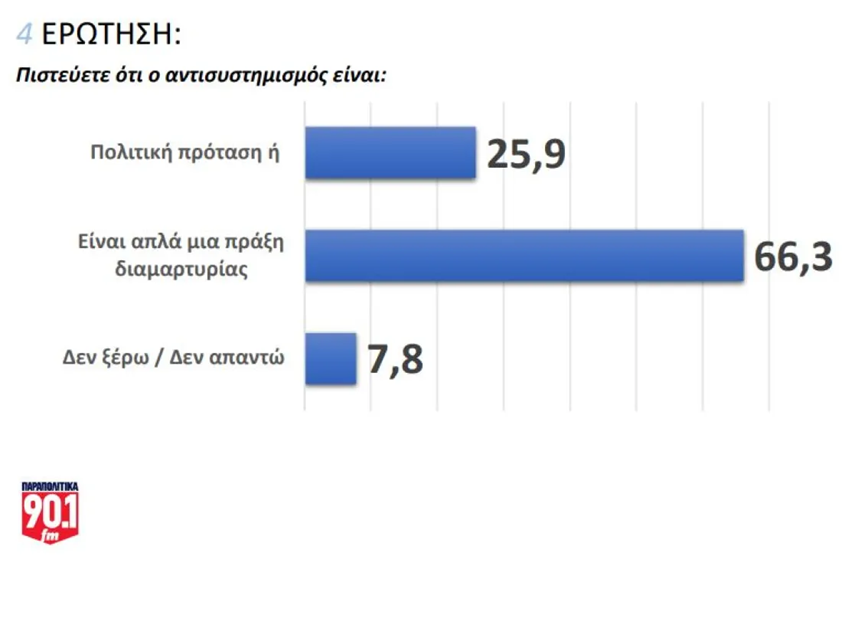 4 ΕΡΩΤΗΣΗ:
Πιστεύετε ότι ο αντισυστημισμός είναι:
Πολιτική πρόταση ή
25,9
Είναι απλά μια πράξη
διαμαρτυρίας
66,3
Δεν ξέρω / Δεν απαντώ
7,8
ΠΑΡΑΠΟΛΙΤΙΚΑ
90.1
fm